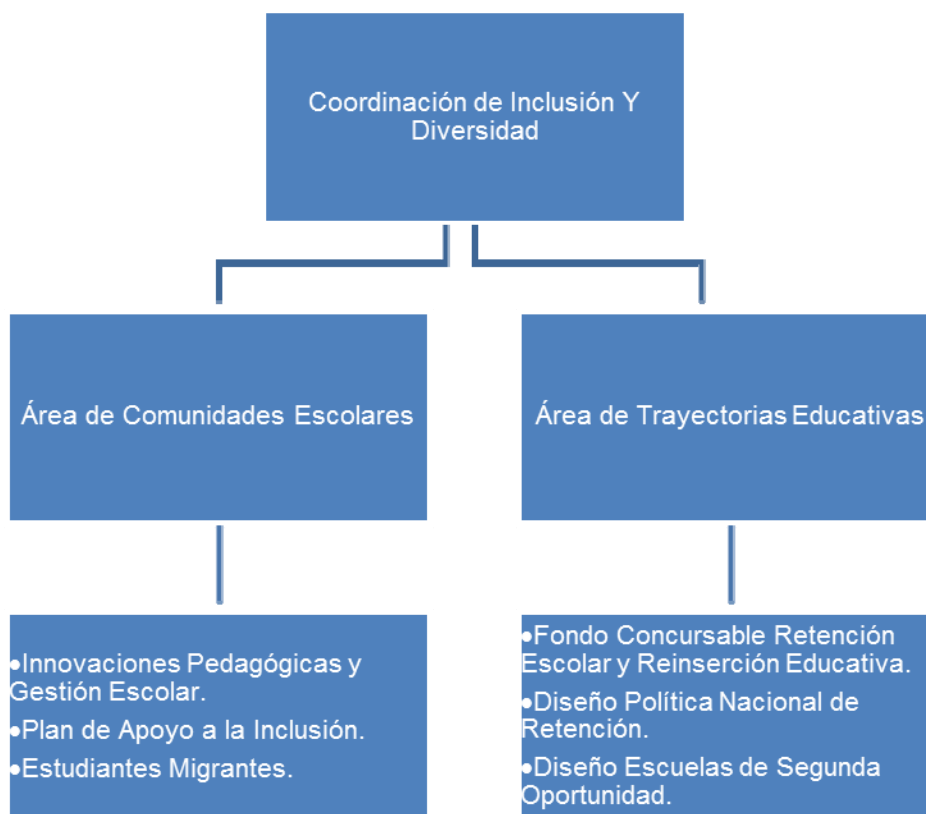 Coordinación de Inclusión Y
Diversidad
Área de Comunidades Escolares
Área de Trayectorias Educativas
•Innovaciones Pedagógicas y
Gestión Escolar.
•Plan de Apoyo a la Inclusión.
•Estudiantes Migrantes.
•Fondo Concursable Retención
Escolar y Reinserción Educativa.
•Diseño Política Nacional de
Retención.
•Diseño Escuelas de Segunda
Oportunidad.